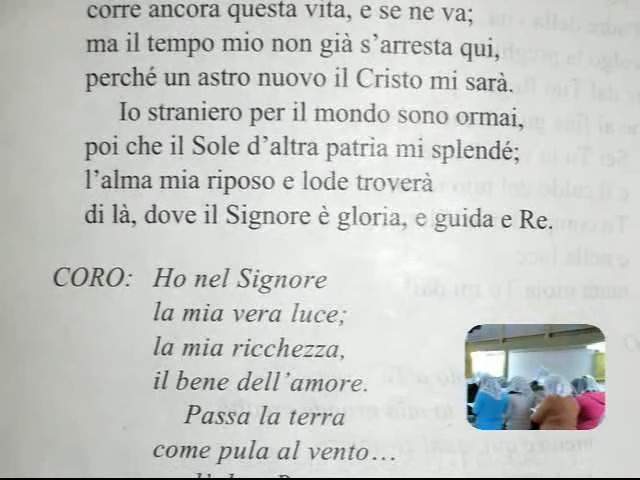 corre ancora questa vita, e se ne va;
ma il tempo mio non già s'arresta qui,
perché un astro nuovo il Cristo mi sarà.
Io straniero per il mondo sono ormai,
poi che il Sole d'altra patria mi splendé;
l'alma mia riposo e lode troverà
di là, dove il Signore è gloria, e guida e Re.
CORO: Ho nel Signore
la mia vera luce;
la mia ricchezza,
il bene dell'amore.
Passa la terra
come pula al vento…